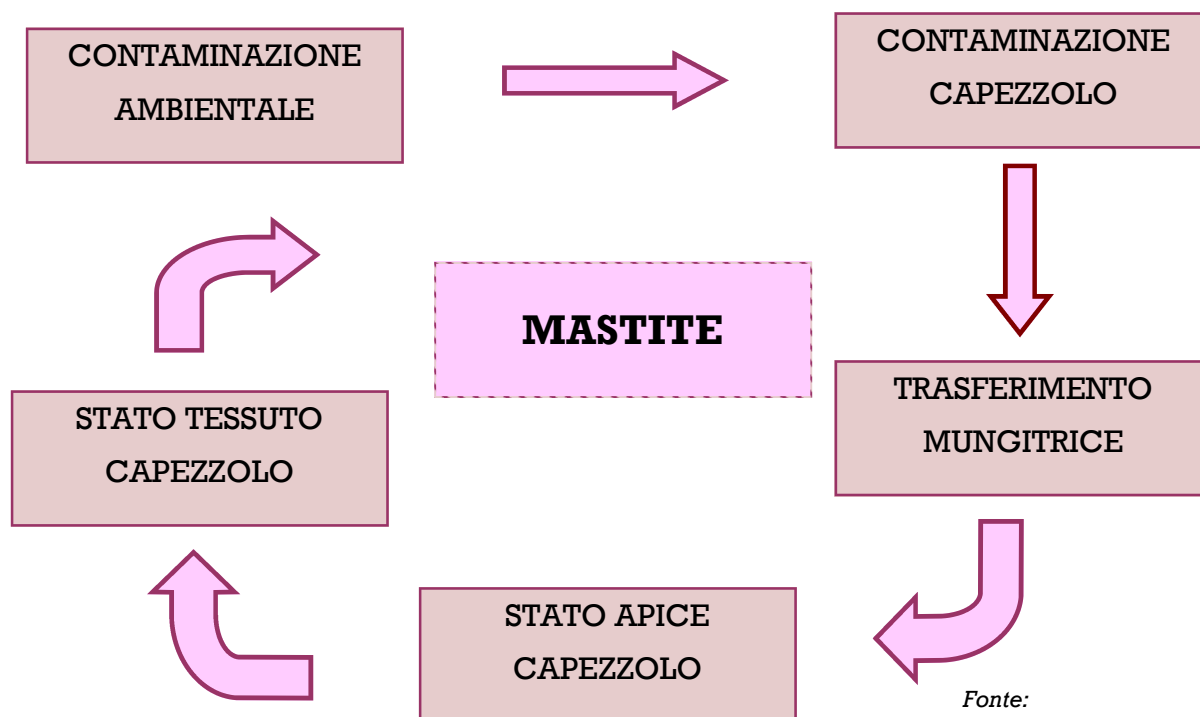 CONTAMINAZIONE
AMBIENTALE
CONTAMINAZIONE
CAPEZZOLO
MASTITE
STATO TESSUTO
CAPEZZOLO
TRASFERIMENTO
MUNGITRICE
STATO APICE
CAPEZZOLO
Fonte: